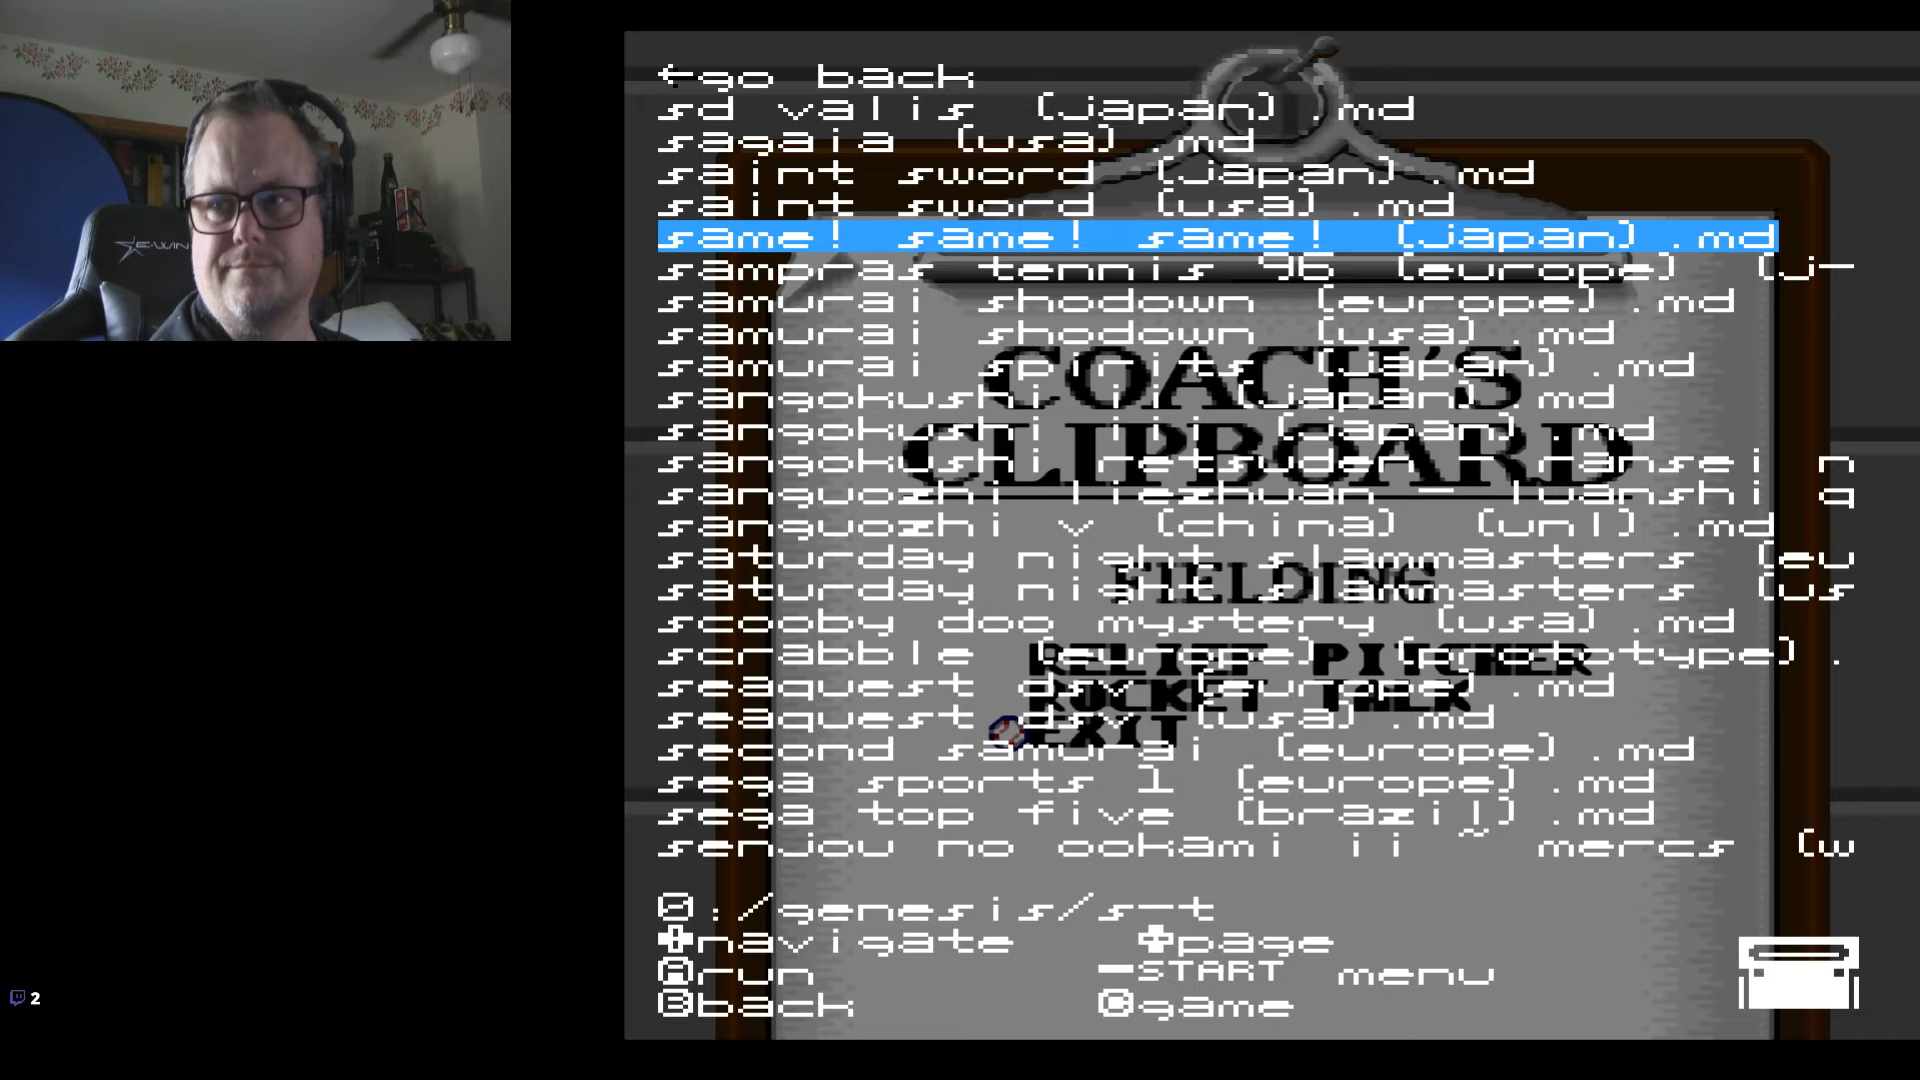 ←go back
sd valis (japan).md
sagaia (usa).md
saint sword (japan).md
saint sword (usa).md
same! same! same! (japan).md
sampras tennis 96 (europe) (j-
samurai shodown (europe).md
samurai shodown (usa).md
samurai spirits (japan).md
COACH'S
sangokushi ii (japan).md
sangokushi iii (japan).md
CLIPBOARD
sangokushi retsuden - ransei n
sanguozhi liezhuan - luanshi q
sanguozhi v (china) (unl).md
saturday night slammasters (eu
FIELDING
saturday night slammasters (us
scooby doo mystery (usa).md
scrabble (europe) (prototype).
RELIEF PITCHER
seaquest dsv (europe).md
ROCKET TALK
seaquest dsv (usa).md
EXIT
second samurai (europe).md
sega sports 1 (europe).md
sega top five (brazil).md
senjou no ookami ii ~ mercs (w
0:/genesis/s-t
navigate page
A run -START menu
B back C game
E-WIN
2